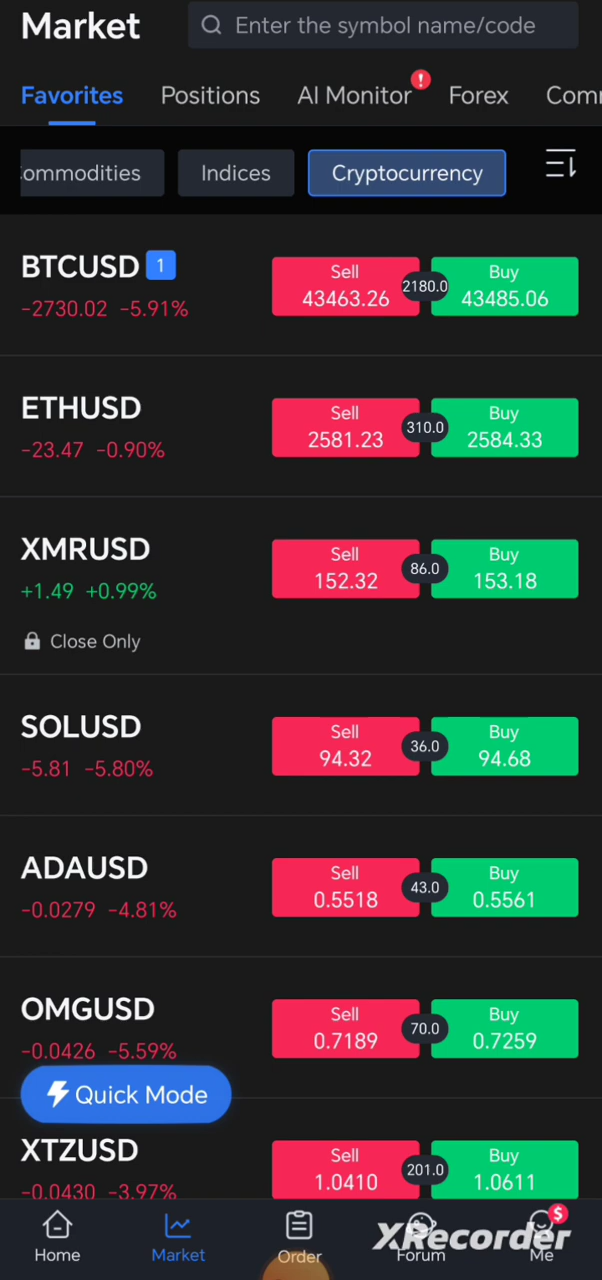 Market
Enter the symbol name/code
Favorites Positions AI Monitor ! Forex Comm
ommodities Indices Cryptocurrency
BTCUSD 1
-2730.02 -5.91%
Sell 2180.0 Buy
43463.26 43485.06
ETHUSD
-23.47 -0.90%
Sell 310.0 Buy
2581.23 2584.33
XMRUSD
+1.49 +0.99%
Sell 86.0 Buy
152.32 153.18
Close Only
SOLUSD
-5.81 -5.80%
Sell 36.0 Buy
94.32 94.68
ADAUSD
-0.0279 -4.81%
Sell 43.0 Buy
0.5518 0.5561
OMGUSD
-0.0426 -5.59%
Sell 70.0 Buy
0.7189 0.7259
Quick Mode
XTZUSD
-0.0430 -3.97%
Sell 201.0 Buy
1.0410 1.0611
$
XRecorder
Home Market Order Forum Me